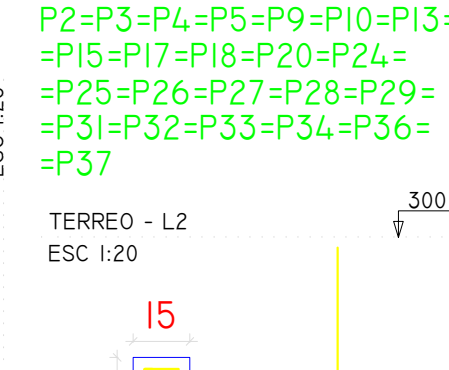 P2=P3=P4=P5=P9=P10=P13=
=P15=P17=P18=P20=P24=
=P25=P26=P27=P28=P29=
=P31=P32=P33=P34=P36=
=P37
TERREO - L2
300
ESC 1:20
15